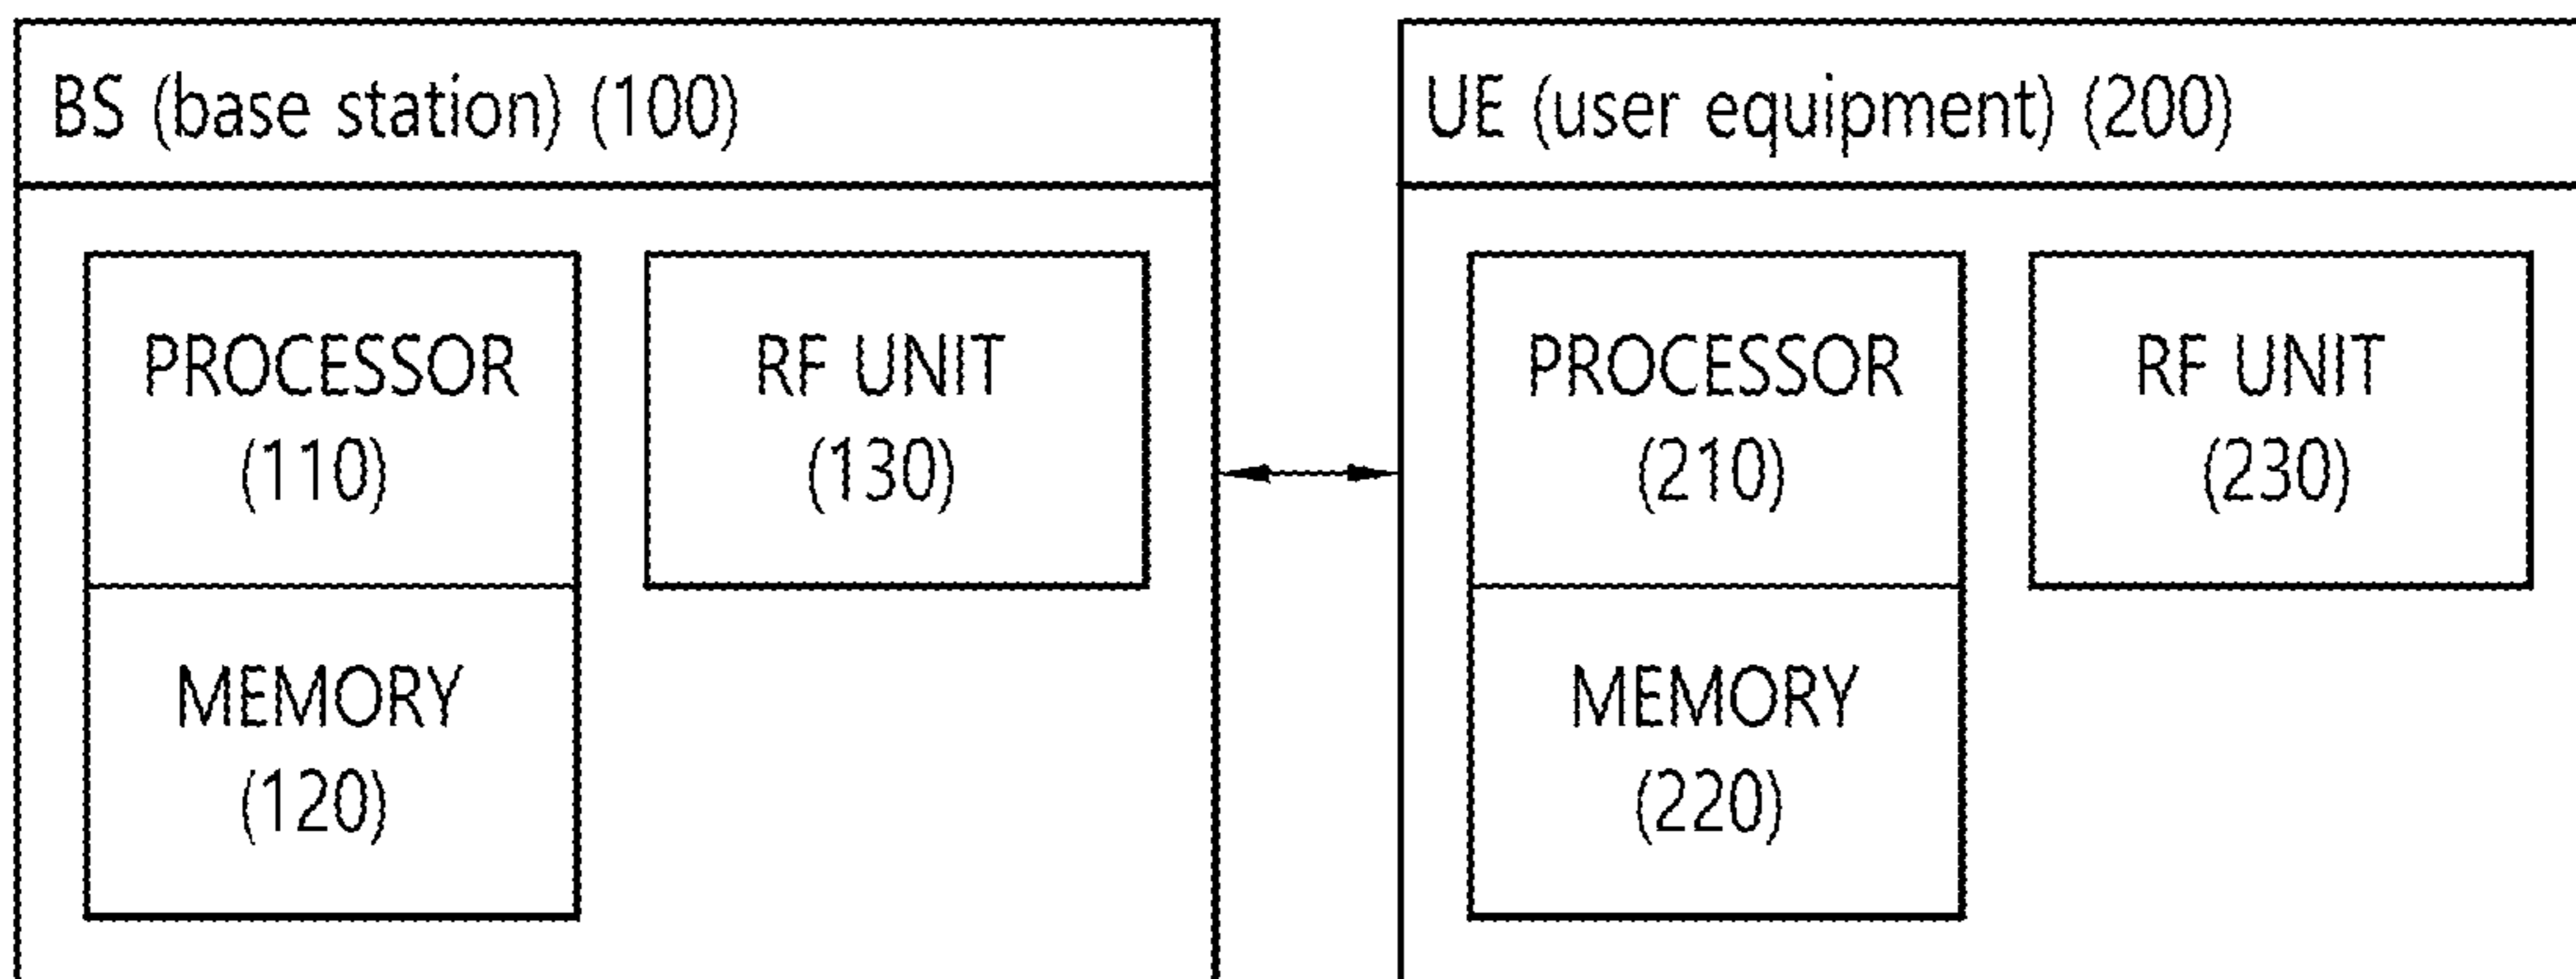 BS (base station) (100)
PROCESSOR
(110)
RF UNIT
(130)
MEMORY
(120)
UE (user equipment) (200)
PROCESSOR
(210)
RF UNIT
(230)
MEMORY
(220)